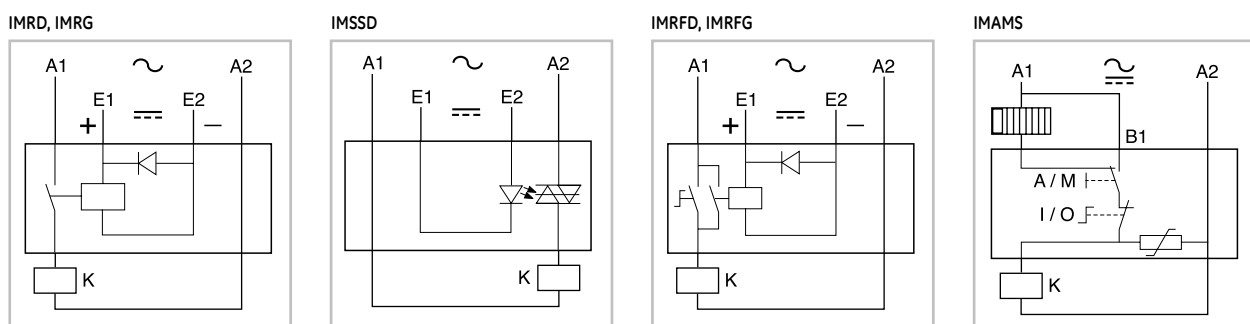 IMRD, IMRG
A1 A2
E1 E2
+ –
K
IMSSD
A1 A2
E1 E2
K
IMRFD, IMRFG
A1 A2
E1 E2
+ –
K
IMAMS
A1 A2
B1
A / M
I / O
K